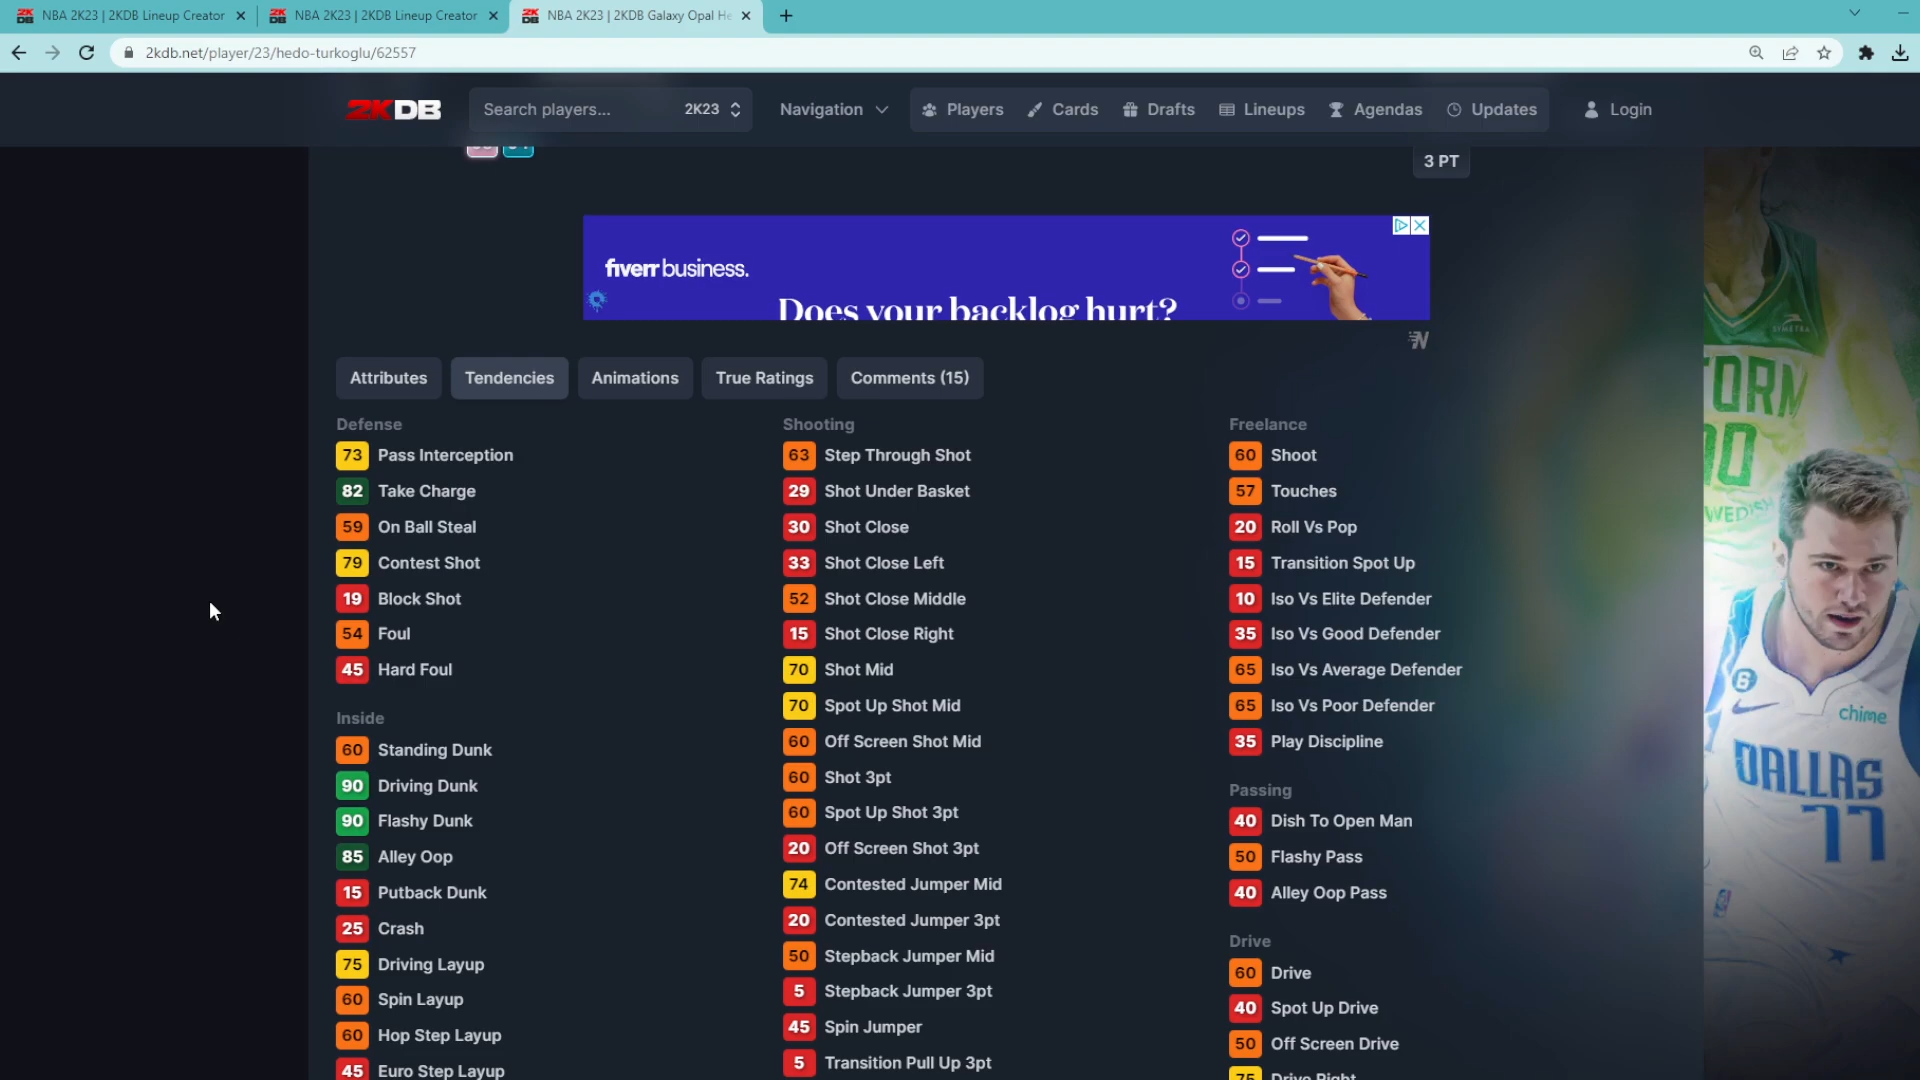 NBA 2K23 | 2KDB Lineup Creator
NBA 2K23 | 2KDB Lineup Creator
NBA 2K23 | 2KDB Galaxy Opal He
2kdb.net/player/23/hedo-turkoglu/62557
2KDB
Search players...
2K23
Navigation
Players
Cards
Drafts
Lineups
Agendas
Updates
Login
3 PT
fiverr business.
Does your backlog hurt?
Attributes
Tendencies
Animations
True Ratings
Comments (15)
Defense
73 Pass Interception
82 Take Charge
59 On Ball Steal
79 Contest Shot
19 Block Shot
54 Foul
45 Hard Foul
Inside
60 Standing Dunk
90 Driving Dunk
90 Flashy Dunk
85 Alley Oop
15 Putback Dunk
25 Crash
75 Driving Layup
60 Spin Layup
60 Hop Step Layup
45 Euro Step Layup
Shooting
63 Step Through Shot
29 Shot Under Basket
30 Shot Close
33 Shot Close Left
52 Shot Close Middle
15 Shot Close Right
70 Shot Mid
70 Spot Up Shot Mid
60 Off Screen Shot Mid
60 Shot 3pt
60 Spot Up Shot 3pt
20 Off Screen Shot 3pt
74 Contested Jumper Mid
20 Contested Jumper 3pt
50 Stepback Jumper Mid
5 Stepback Jumper 3pt
45 Spin Jumper
5 Transition Pull Up 3pt
Freelance
60 Shoot
57 Touches
20 Roll Vs Pop
15 Transition Spot Up
10 Iso Vs Elite Defender
35 Iso Vs Good Defender
65 Iso Vs Average Defender
65 Iso Vs Poor Defender
35 Play Discipline
Passing
40 Dish To Open Man
50 Flashy Pass
40 Alley Oop Pass
Drive
60 Drive
40 Spot Up Drive
50 Off Screen Drive
75 Drive Right
SYMETRA
6
chime
DALLAS
77